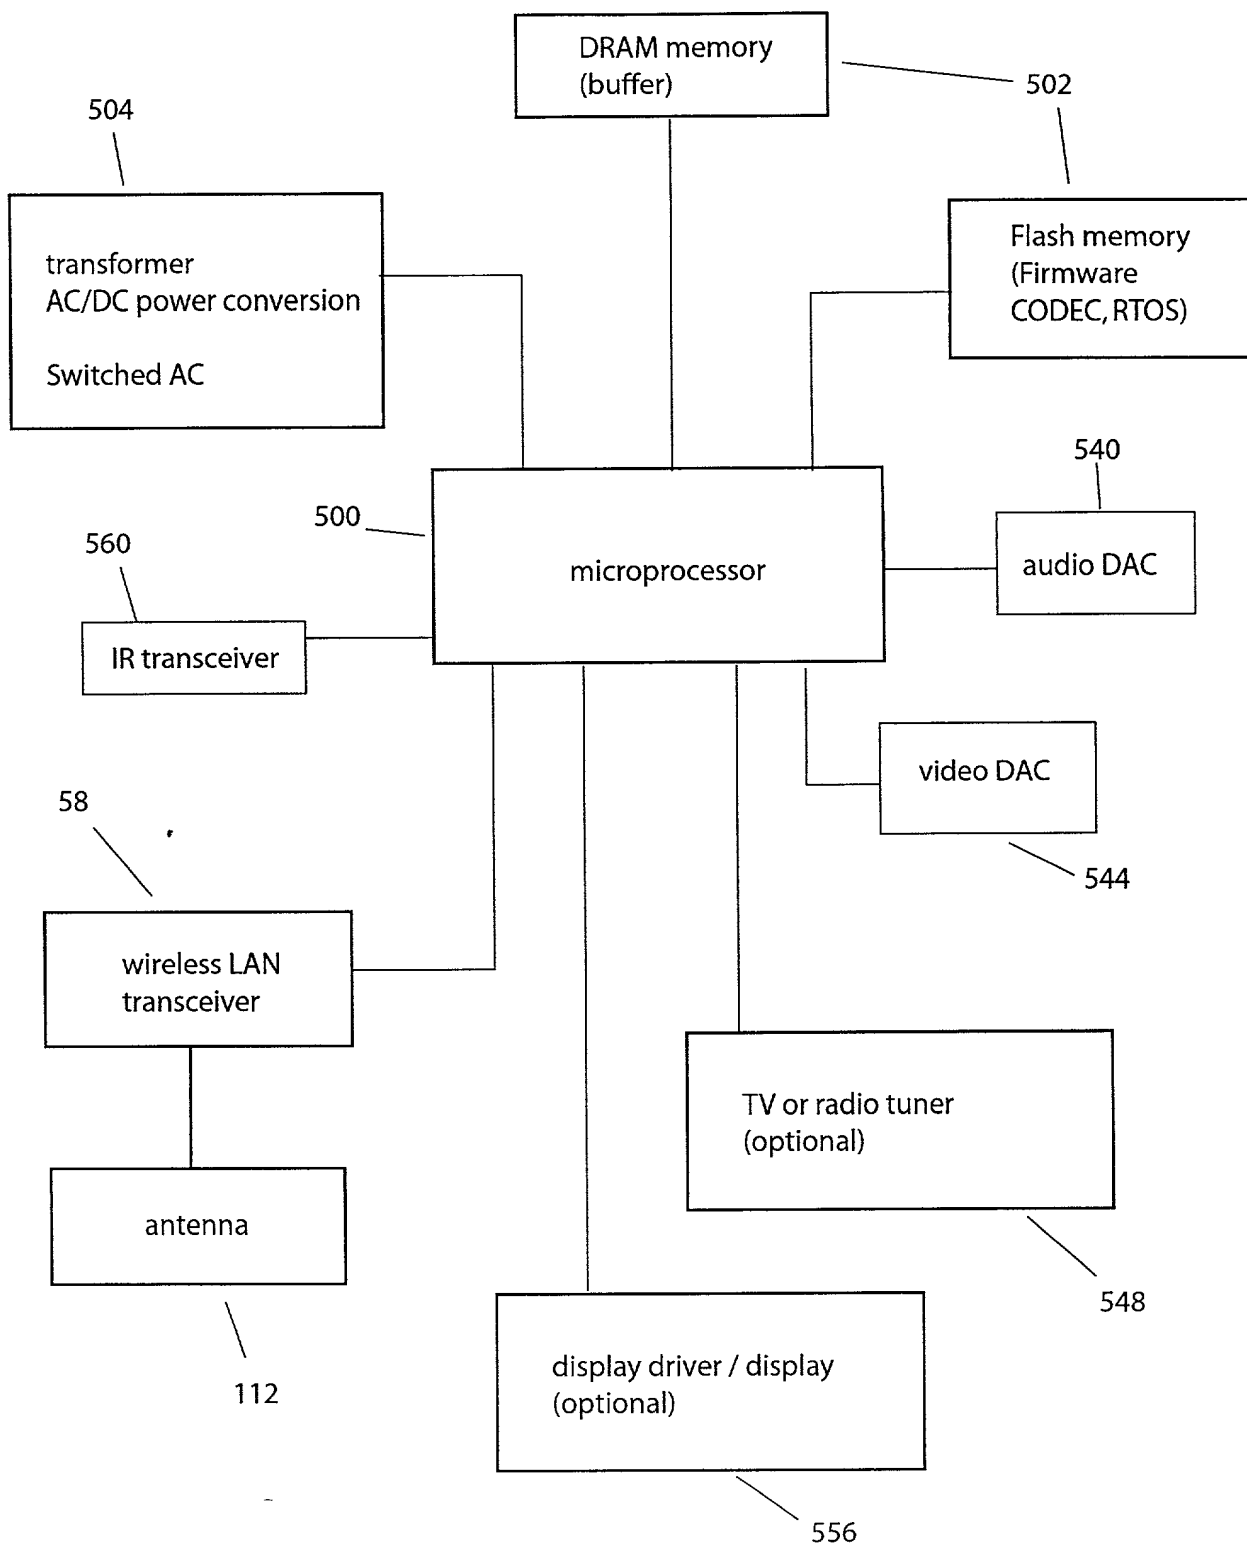 DRAM memory
(buffer)
502
504
transformer
AC/DC power conversion
Switched AC
Flash memory
(Firmware
CODEC, RTOS)
540
500
560
microprocessor
audio DAC
IR transceiver
video DAC
58
544
wireless LAN
transceiver
TV or radio tuner
(optional)
antenna
548
display driver / display
(optional)
112
556